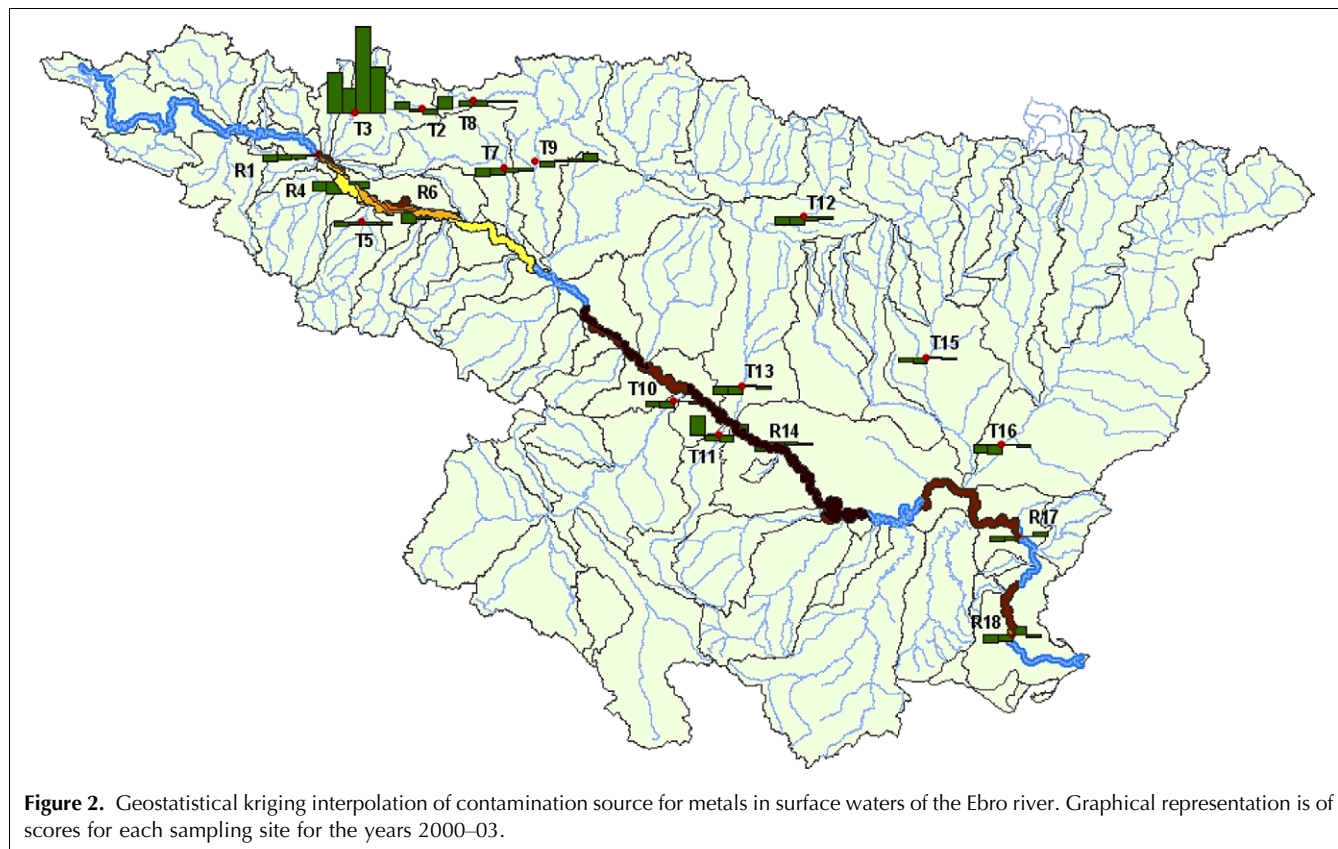 T3
T2
T8
R1
T7
T9
R4
R6
T5
T12
T15
T13
T10
R14
T16
T11
R17
R18
Figure 2. Geostatistical kriging interpolation of contamination source for metals in surface waters of the Ebro river. Graphical representation is of
scores for each sampling site for the years 2000–03.